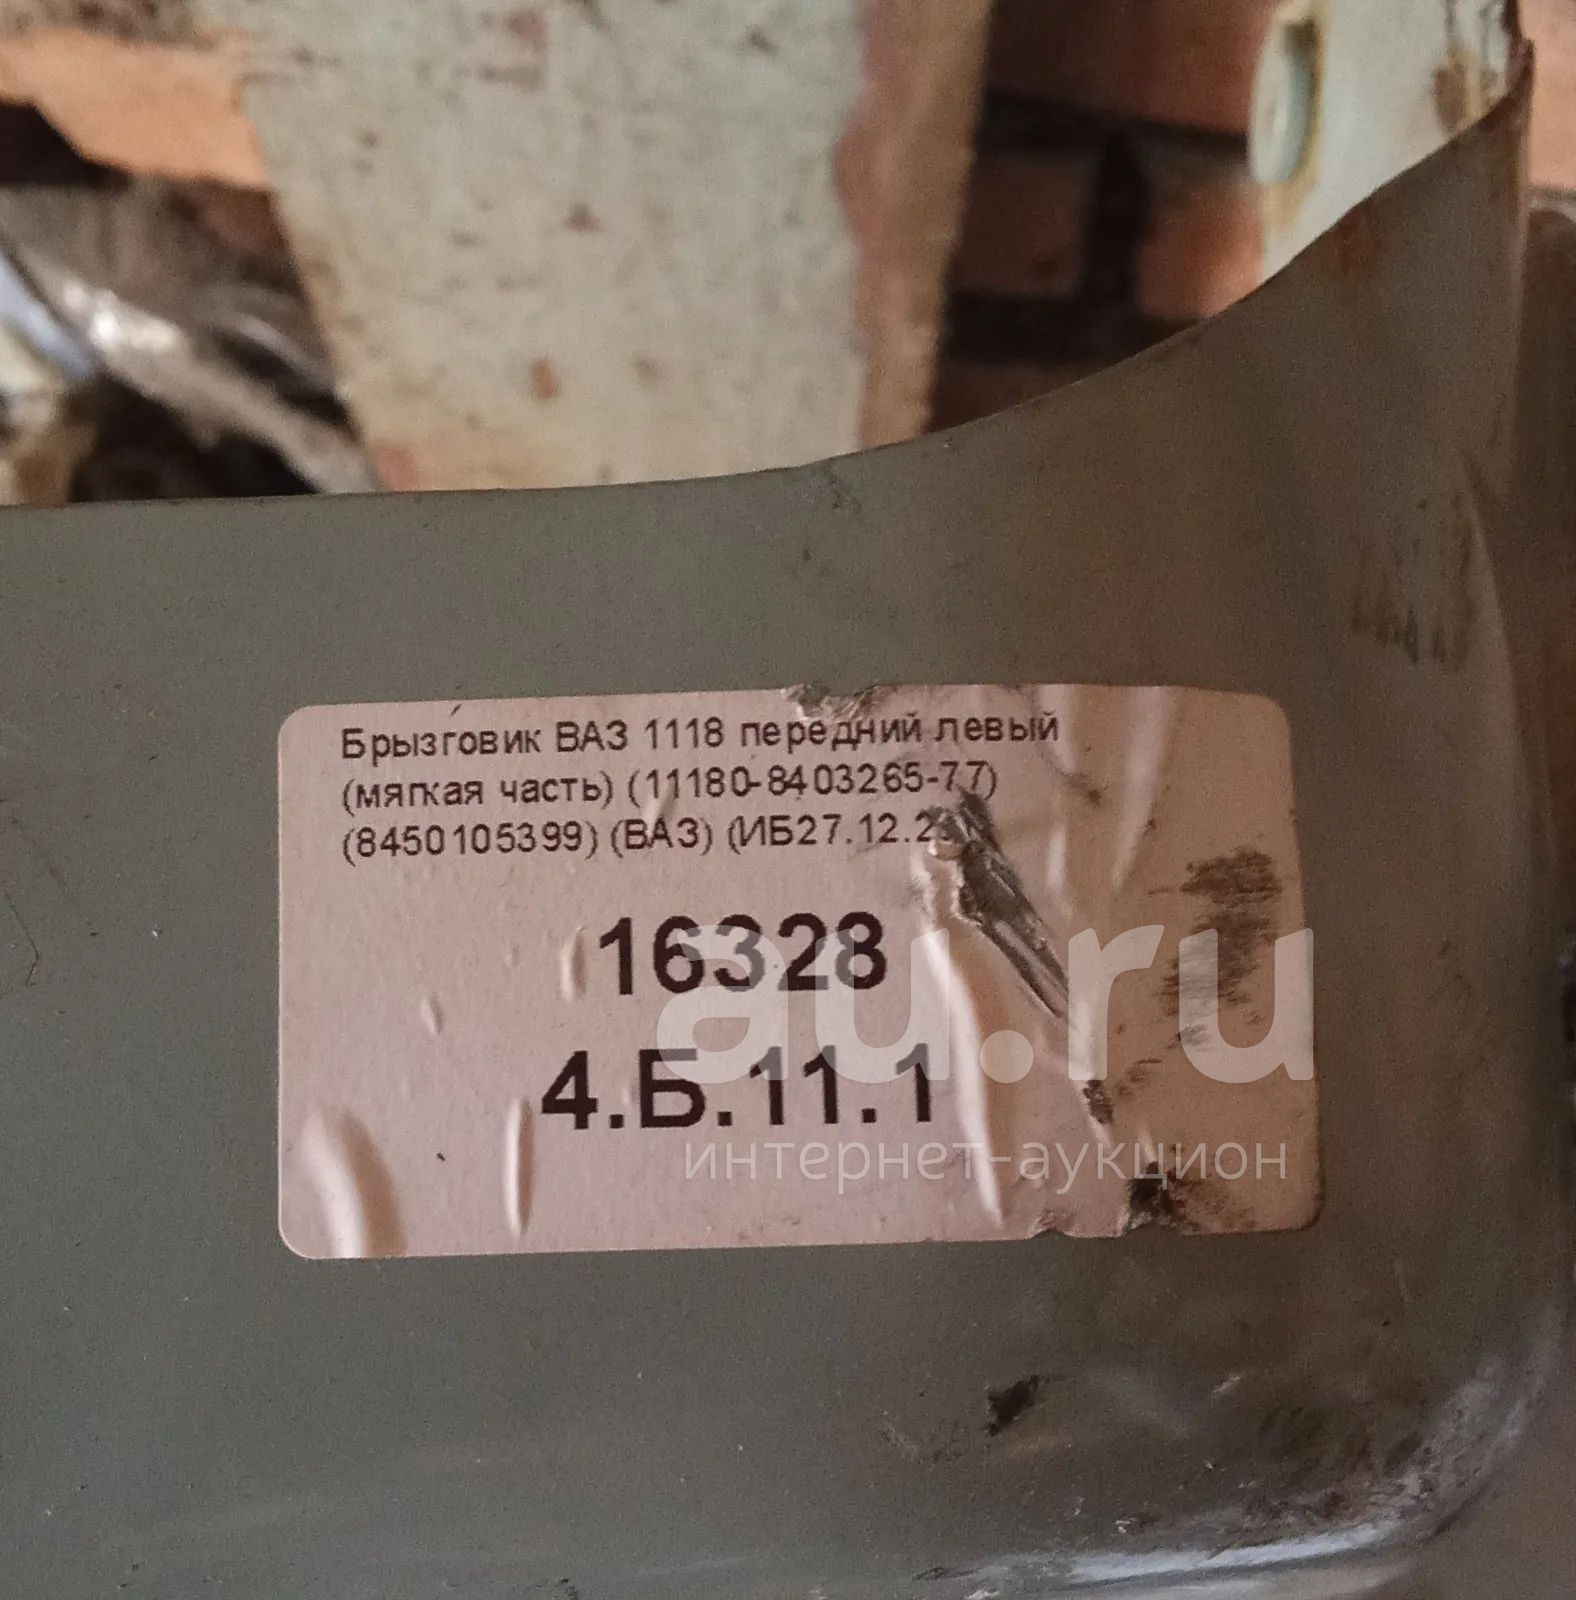 Брызговик ВАЗ 1118 передний левый
(мягкая часть) (11180-8403265-77)
(8450105399) (ВАЗ) (ИБ27.12.2
16328
4.Б.11.1
au.ru
интернет-аукцион